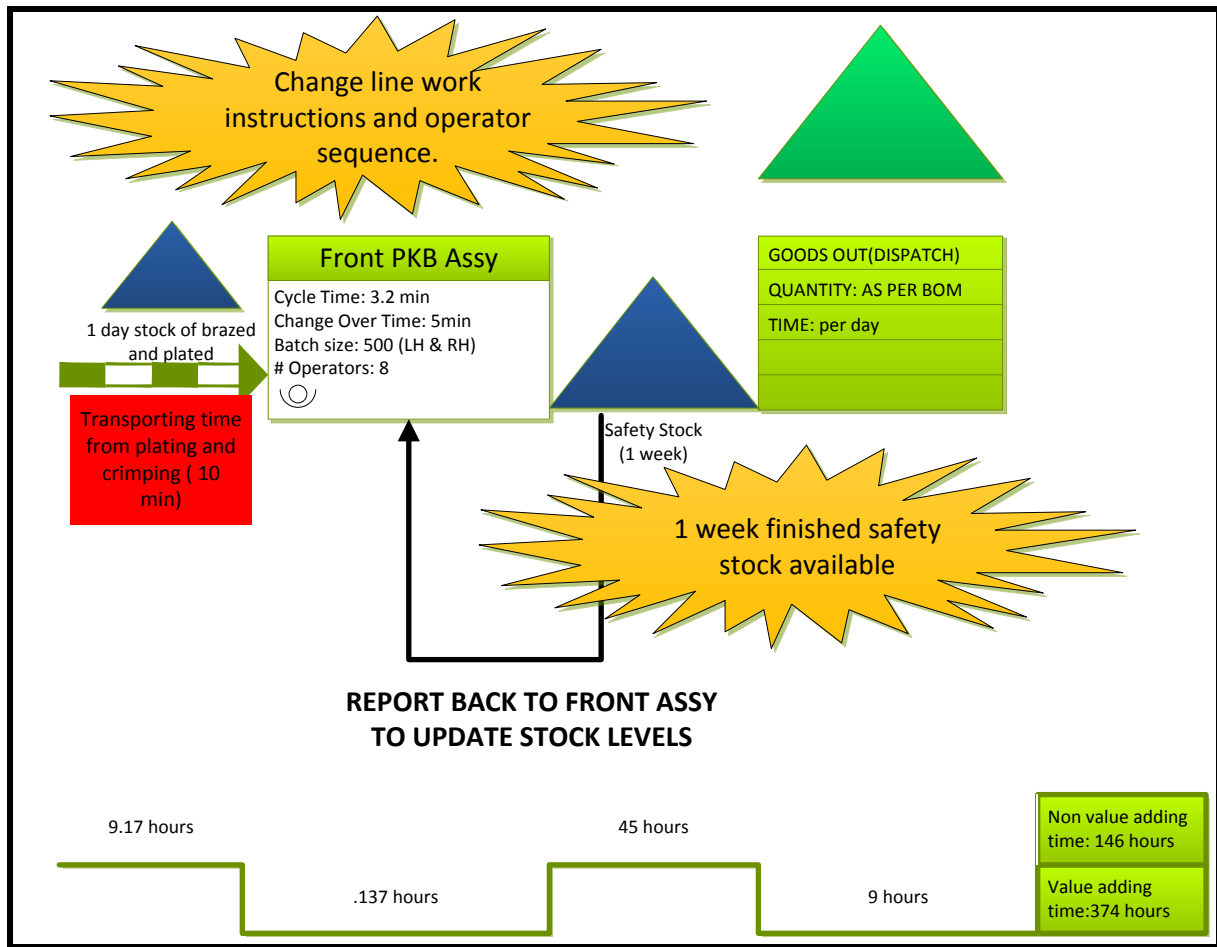 Change line work
instructions and operator
sequence.
1 day stock of brazed
and plated
Transporting time
from plating and
crimping ( 10
min)
Front PKB Assy
Cycle Time: 3.2 min
Change Over Time: 5min
Batch size: 500 (LH & RH)
# Operators: 8
Safety Stock
(1 week)
GOODS OUT(DISPATCH)
QUANTITY: AS PER BOM
TIME: per day
1 week finished safety
stock available
REPORT BACK TO FRONT ASSY
TO UPDATE STOCK LEVELS
9.17 hours
.137 hours
45 hours
9 hours
Non value adding
time: 146 hours
Value adding
time:374 hours